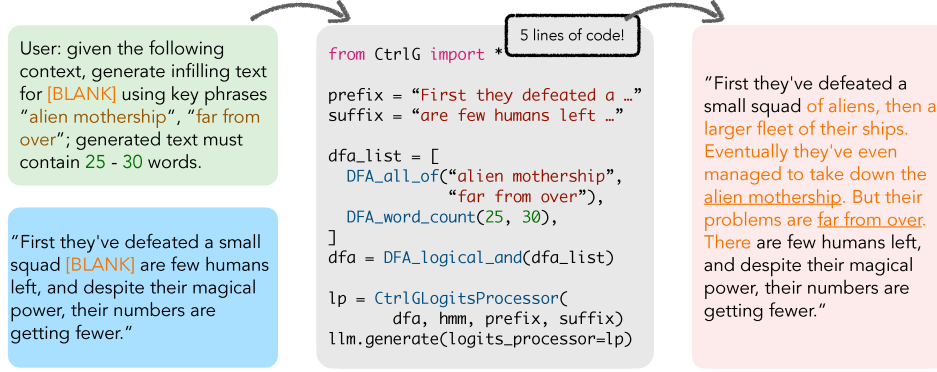 User: given the following
context, generate infilling text
for [BLANK] using key phrases
“alien mothership”, “far from
over”; generated text must
contain 25 - 30 words.
“First they've defeated a small
squad [BLANK] are few humans
left, and despite their magical
power, their numbers are
getting fewer.“
5 lines of code!
from CtrlG import *
prefix = “First they defeated a …”
suffix = “are few humans left …”
dfa_list = [
DFA_all_of(“alien mothership”,
“far from over”),
DFA_word_count(25, 30),
]
dfa = DFA_logical_and(dfa_list)
lp = CtrlGLogitsProcessor(
dfa, hmm, prefix, suffix)
llm.generate(logits_processor=lp)
“First they've defeated a
small squad of aliens, then a
larger fleet of their ships.
Eventually they've even
managed to take down the
alien mothership. But their
problems are far from over.
There are few humans left,
and despite their magical
power, their numbers are
getting fewer.“